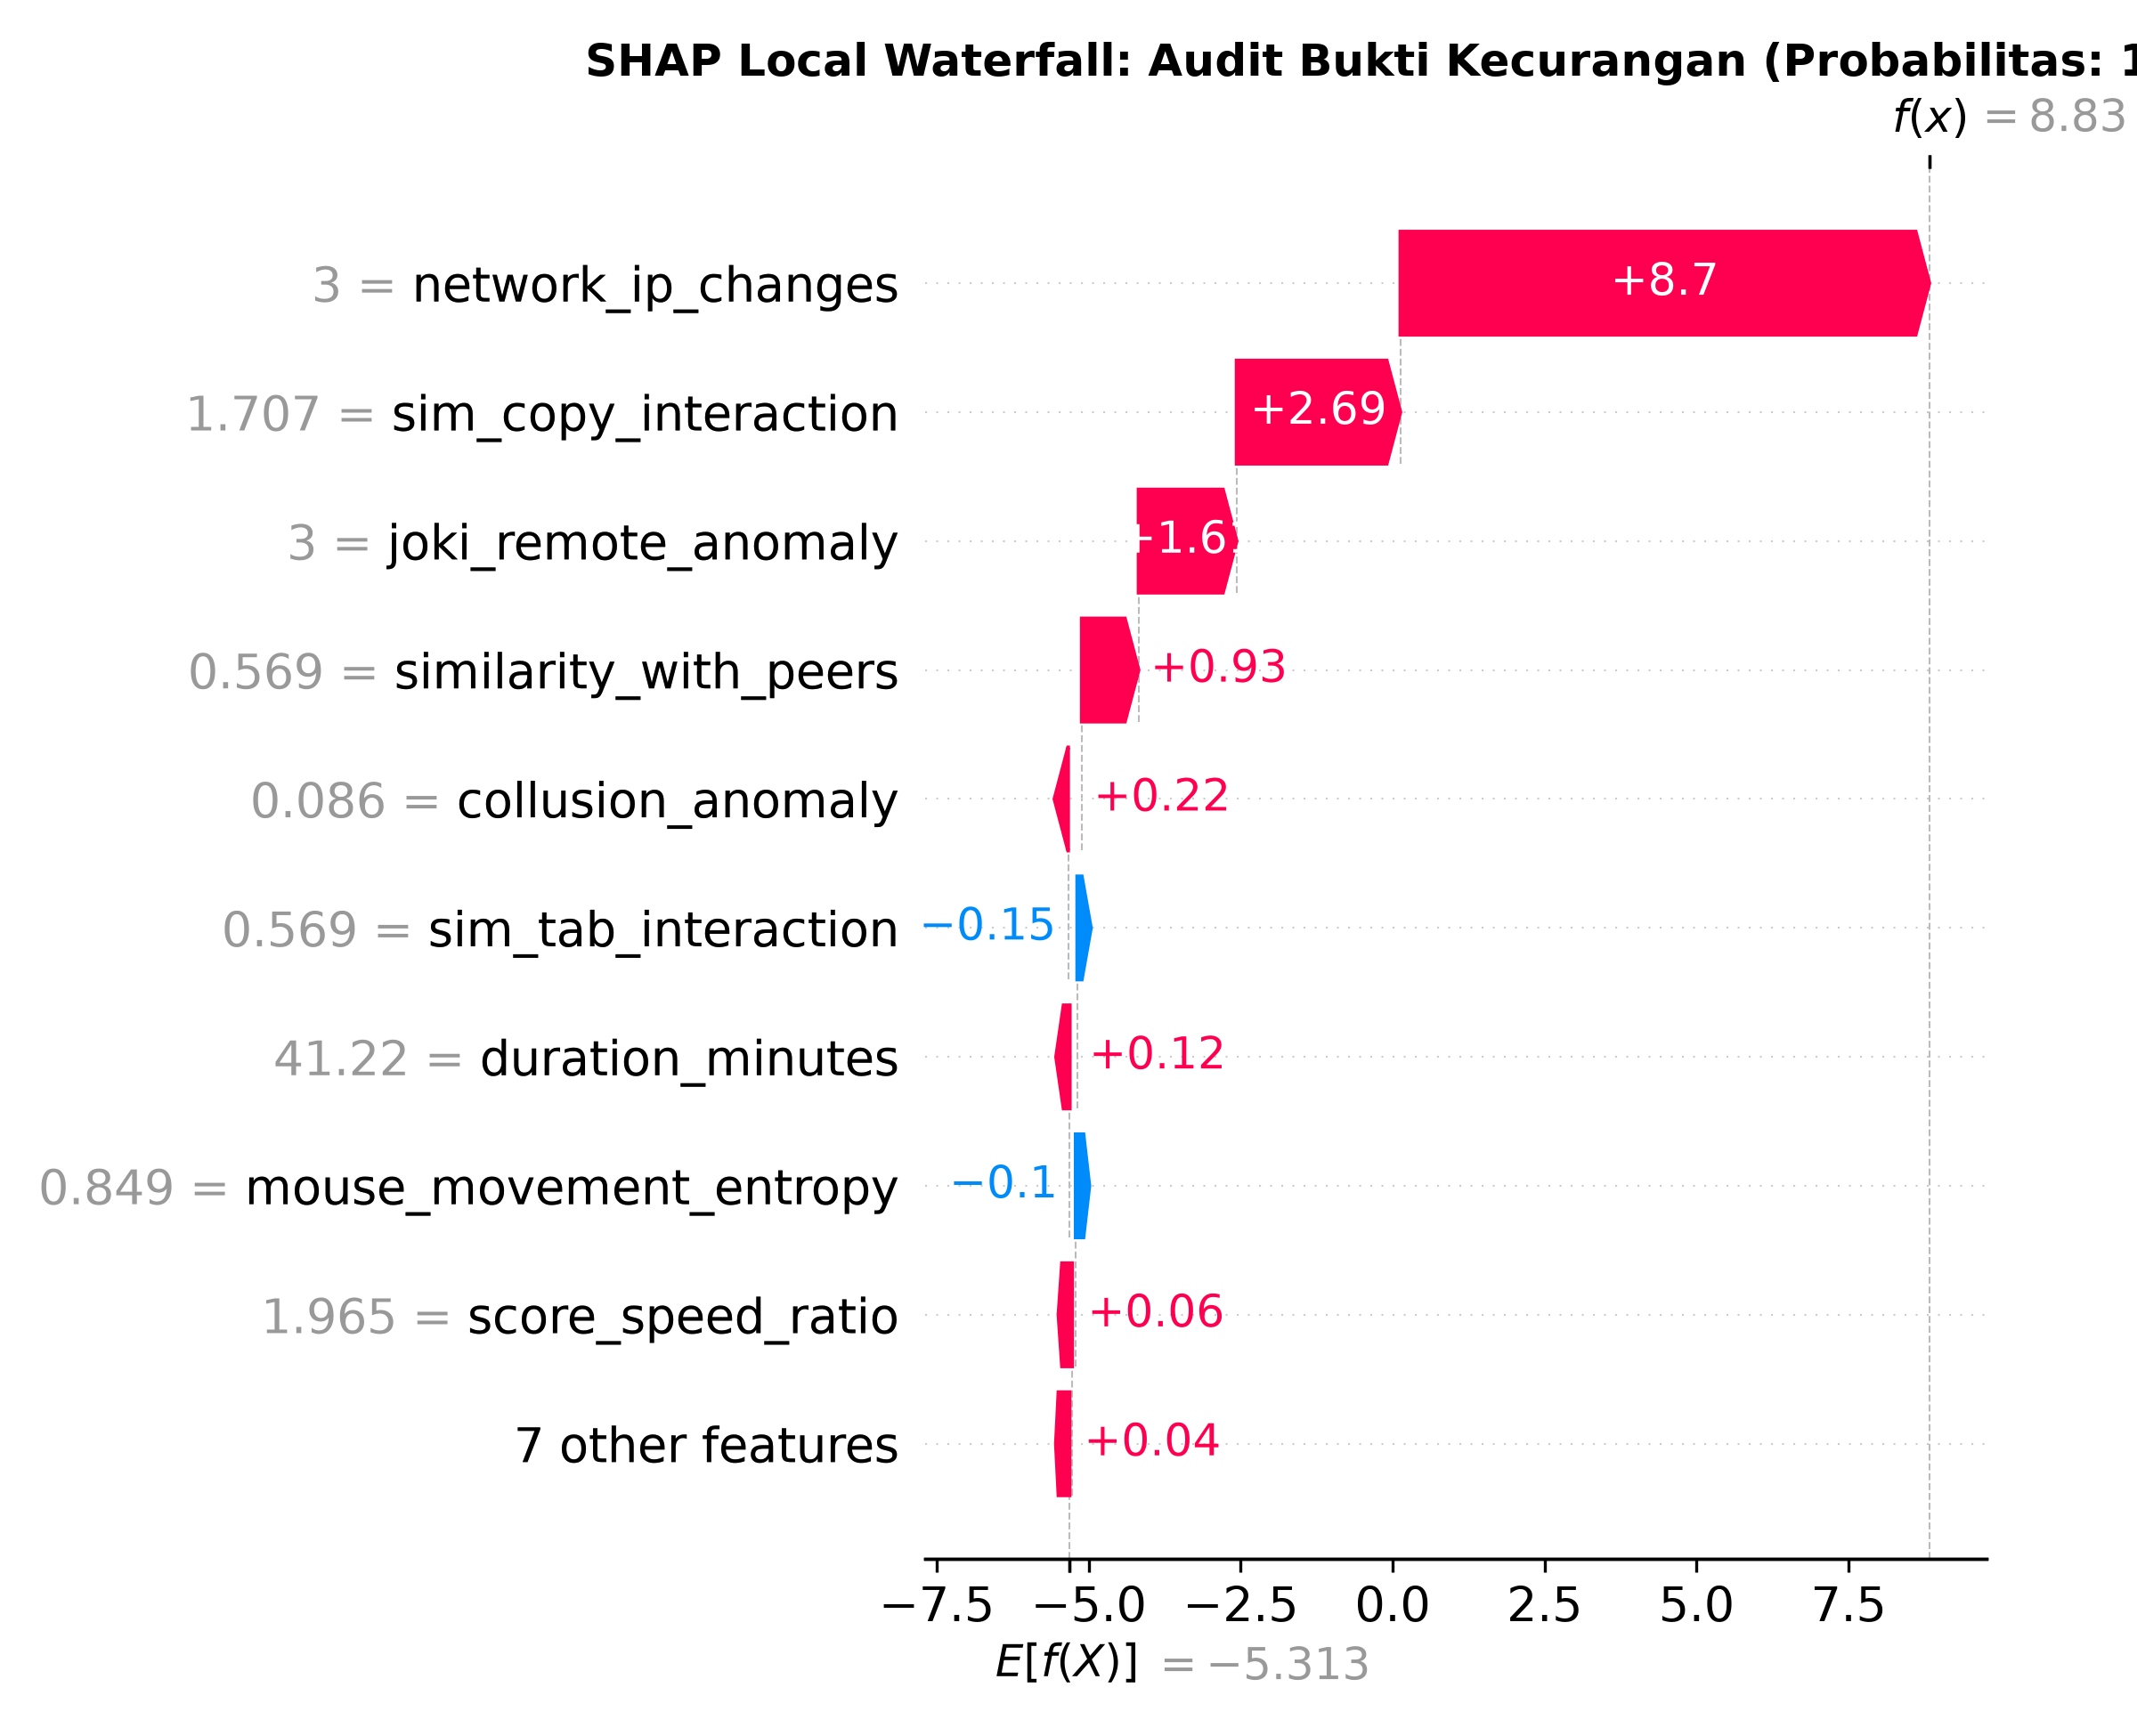 SHAP Local Waterfall: Audit Bukti Kecurangan (Probabilitas: 1
f(x) = 8.83
3 = network_ip_changes
+8.7
1.707 = sim_copy_interaction
+2.69
3 = joki_remote_anomaly
0.569 = similarity_with_peers
+0.93
0.086 = collusion_anomaly
+0.22
0.569 = sim_tab_interaction
−0.15
41.22 = duration_minutes
+0.12
0.849 = mouse_movement_entropy
−0.1
1.965 = score_speed_ratio
+0.06
7 other features
+0.04
−7.5 −5.0 −2.5 0.0 2.5 5.0 7.5
E[f(X)] = −5.313